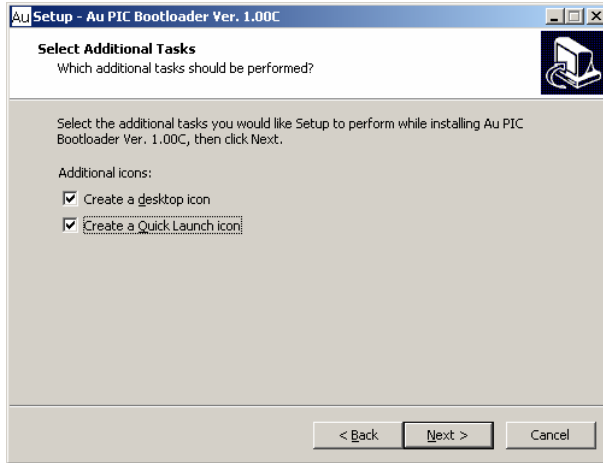 Au Setup - Au PIC Bootloader Ver. 1.00C
Select Additional Tasks
Which additional tasks should be performed?
Select the additional tasks you would like Setup to perform while installing Au PIC
Bootloader Ver. 1.00C, then click Next.
Additional icons:
Create a desktop icon
Create a Quick Launch icon
< Back
Next >
Cancel